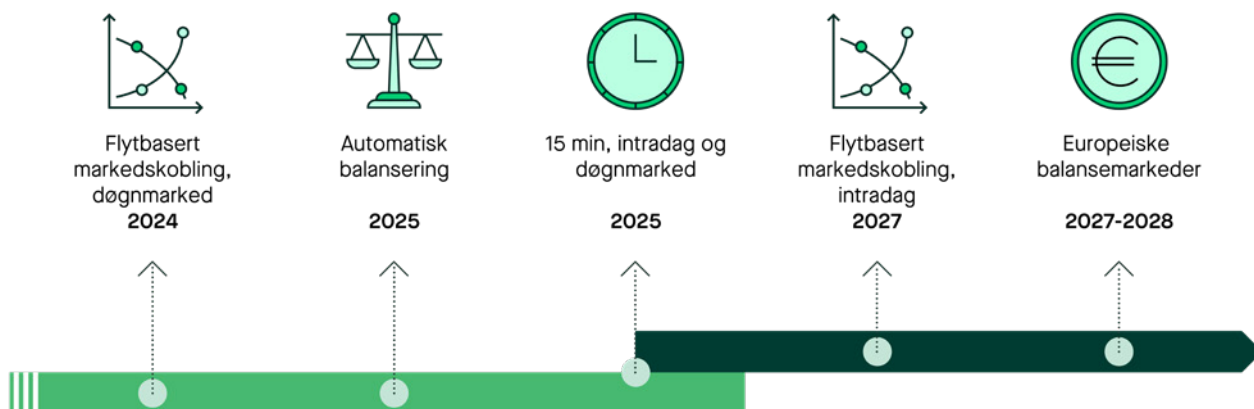 Flytbasert
markedskobling,
døgnmarked
2024
Automatisk
balansering
2025
15 min, intradag og
døgnmarked
2025
Flytbasert
markedskobling,
intradag
2027
Europeiske
balansemarkeder
2027-2028